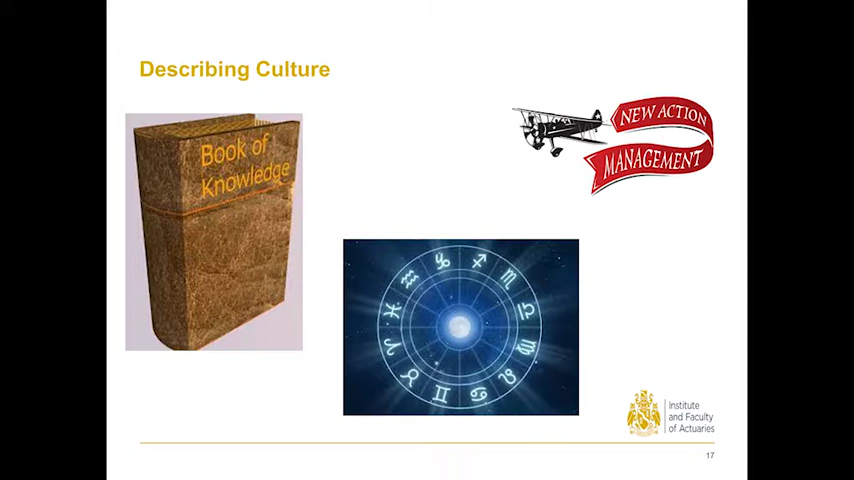 Describing Culture
Book of
Knowledge
NEW ACTION
MANAGEMENT
Institute
and Faculty
of Actuaries
17